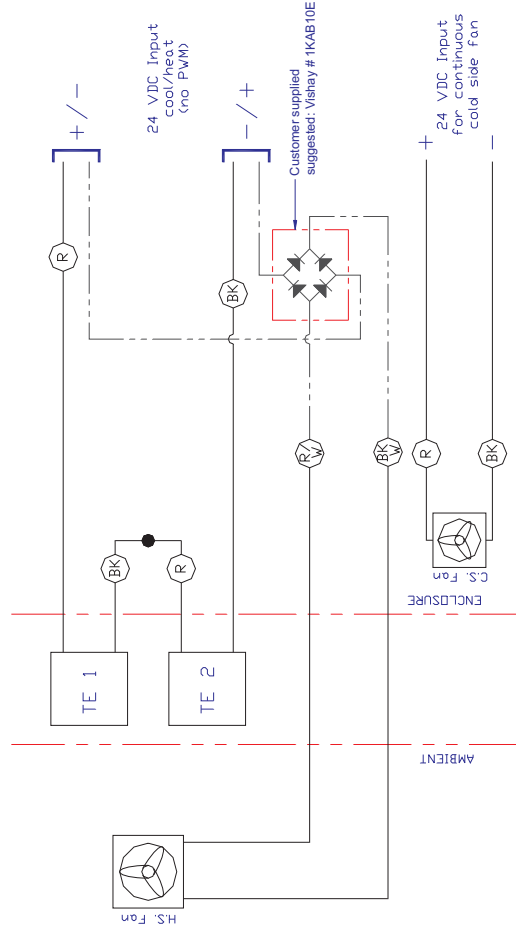 + / -
24 VDC Input
cool/heat
(no PWM)
- / +
Customer supplied
suggested: Vishay # 1KAB10E
+
24 VDC Input
for continuous
cold side fan
-
R
BK
R/
W
BK
W
R
BK
BK
R
TE 1
TE 2
C.S. Fan
ENCLOSURE
AMBIENT
H.S. Fan